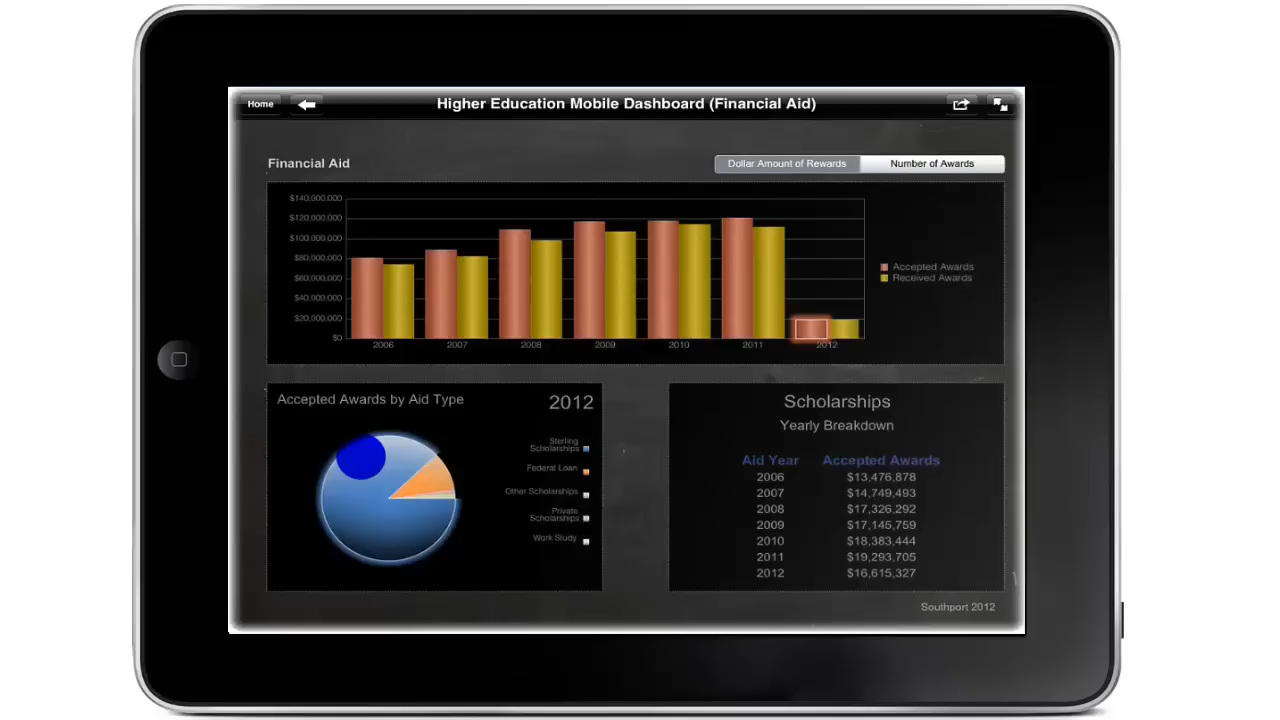 Home
Higher Education Mobile Dashboard (Financial Aid)
Financial Aid
Dollar Amount of Rewards
Number of Awards
$140,000,000
$120,000,000
$100,000,000
$80,000,000
$60,000,000
$40,000,000
$20,000,000
$0
2006 2007 2008 2009 2010 2011 2012
Accepted Awards
Received Awards
Accepted Awards by Aid Type
2012
Sterling
Scholarships
Federal Loan
Other Scholarships
Private
Scholarships
Work Study
Scholarships
Yearly Breakdown
Aid Year Accepted Awards
2006 $13,476,878
2007 $14,749,493
2008 $17,326,292
2009 $17,145,759
2010 $18,383,444
2011 $19,293,705
2012 $16,615,327
Southport 2012